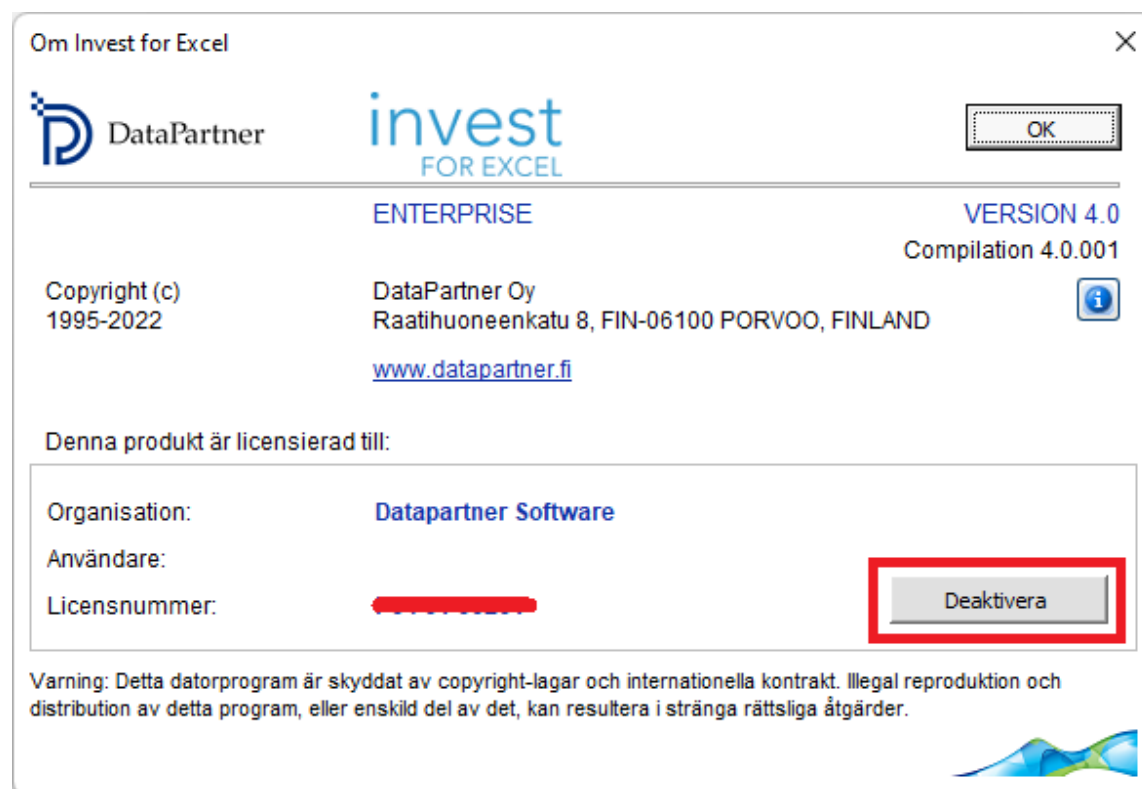 Om Invest for Excel
DataPartner
invest
FOR EXCEL
OK
ENTERPRISE
VERSION 4.0
Compilation 4.0.001
Copyright (c)
1995-2022
DataPartner Oy
Raatihuoneenkatu 8, FIN-06100 PORVOO, FINLAND
www.datapartner.fi
Denna produkt är licensierad till:
Organisation: Datapartner Software
Användare:
Licensnummer:
Deaktivera
Varning: Detta datorprogram är skyddat av copyright-lagar och internationella kontrakt. Illegal reproduktion och
distribution av detta program, eller enskild del av det, kan resultera i stränga rättsliga åtgärder.